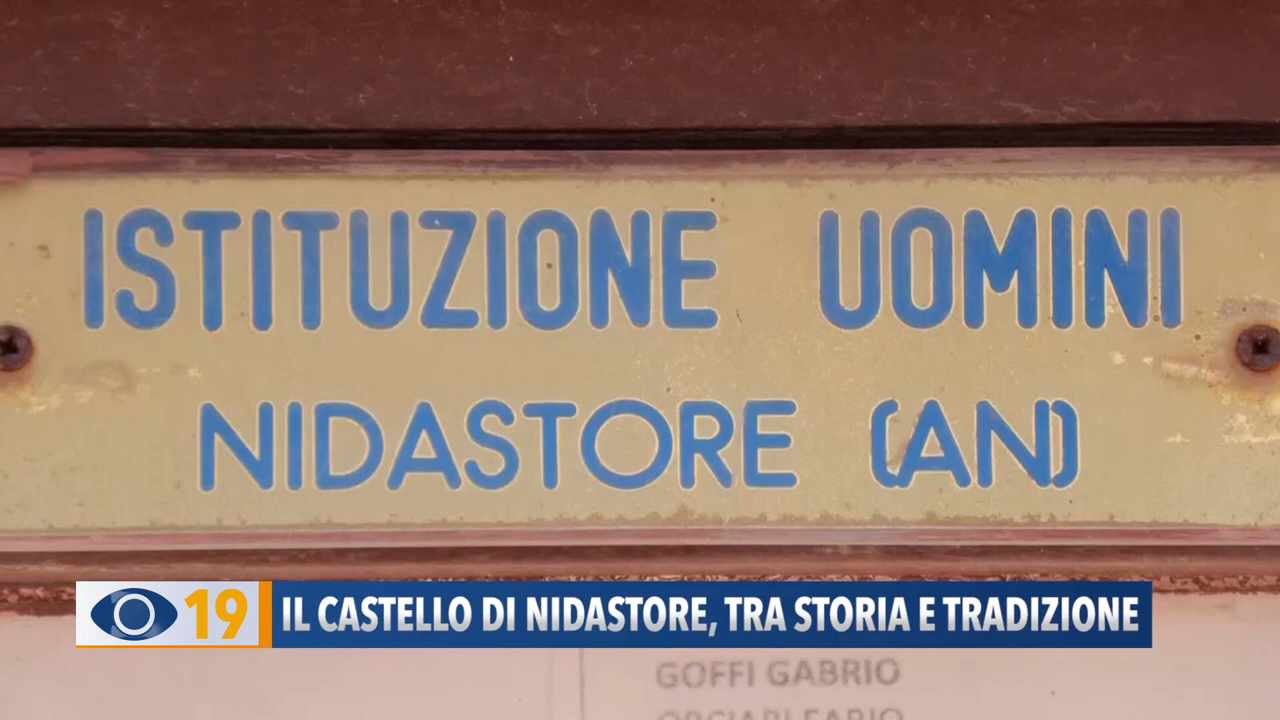 ISTITUZIONE UOMINI
NIDASTORE (AN)
19 IL CASTELLO DI NIDASTORE, TRA STORIA E TRADIZIONE
GOFFI GABRIO